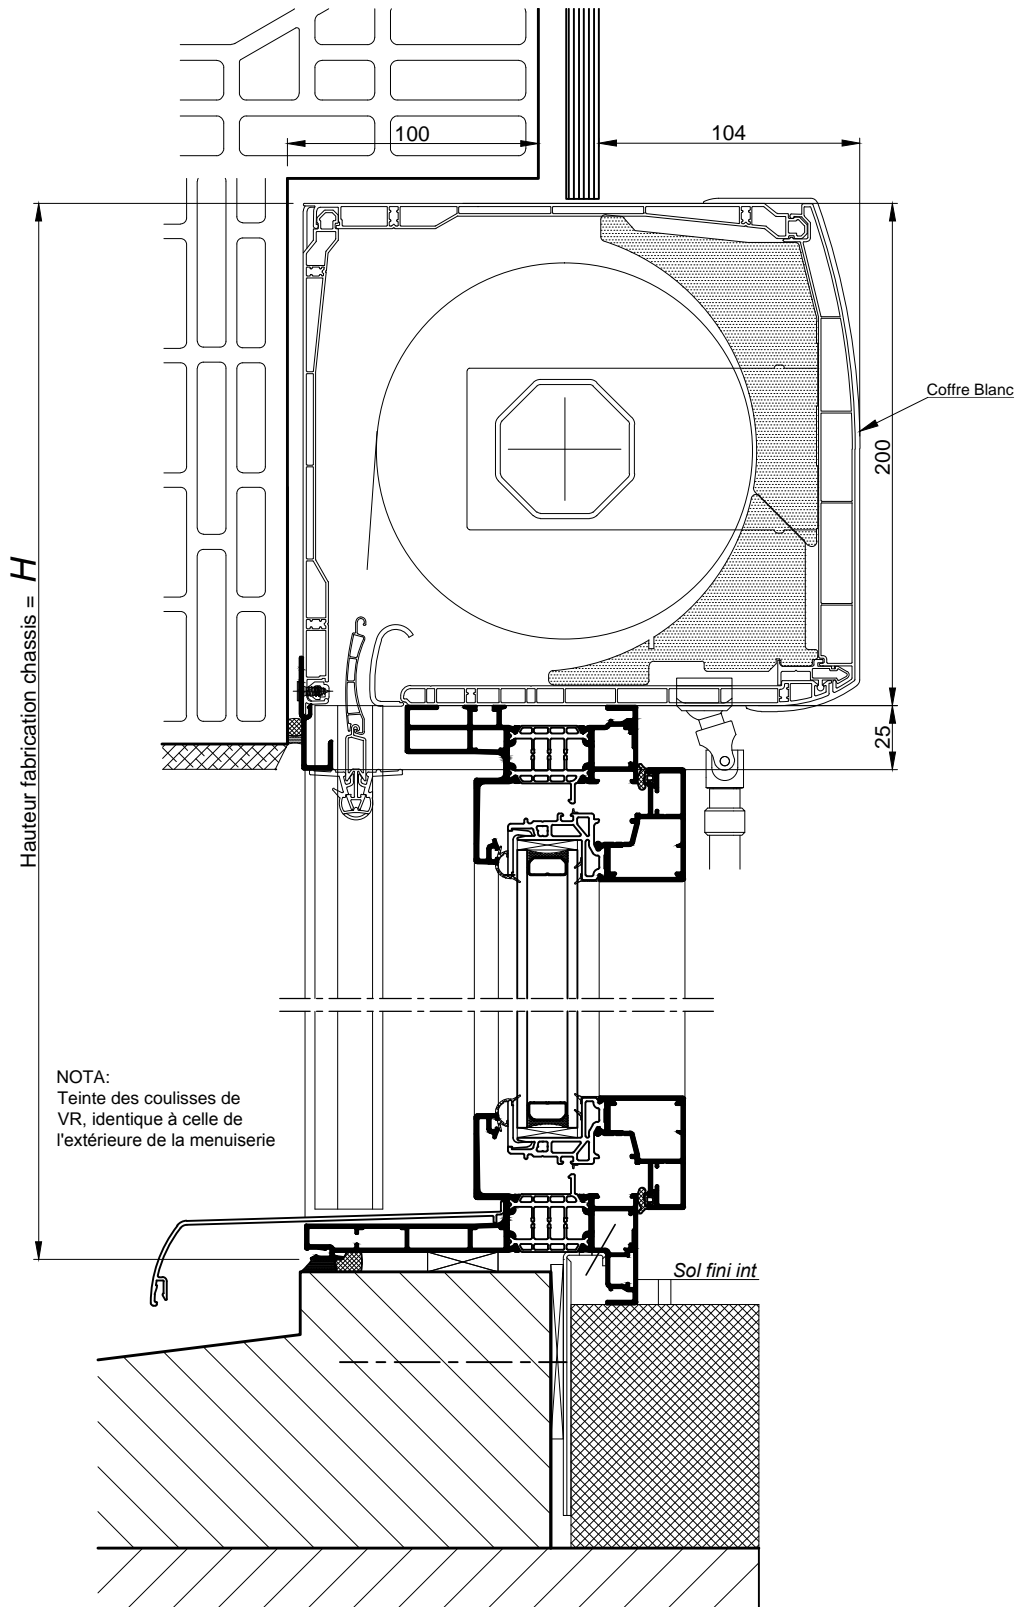 100
104
Coffre Blanc
200
25
Hauteur fabrication chassis = H
NOTA:
Teinte des coulisses de
VR, identique à celle de
l'extérieure de la menuiserie
Sol fini int